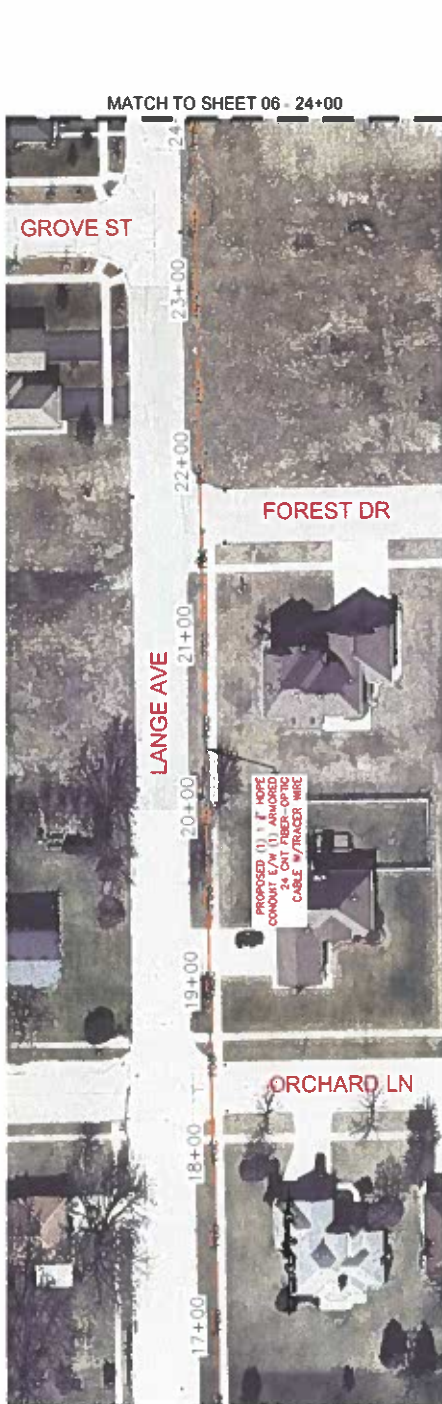 MATCH TO SHEET 06 - 24+00
24
GROVE ST
23+00
22+00
FOREST DR
21+00
LANGE AVE
20+00
PROPOSED (1) HDPE
CONDUIT E/W (1) ARMORED
24 CNT FIBER-OPTIC
CABLE W/TRACER WIRE
19+00
ORCHARD LN
18+00
17+00